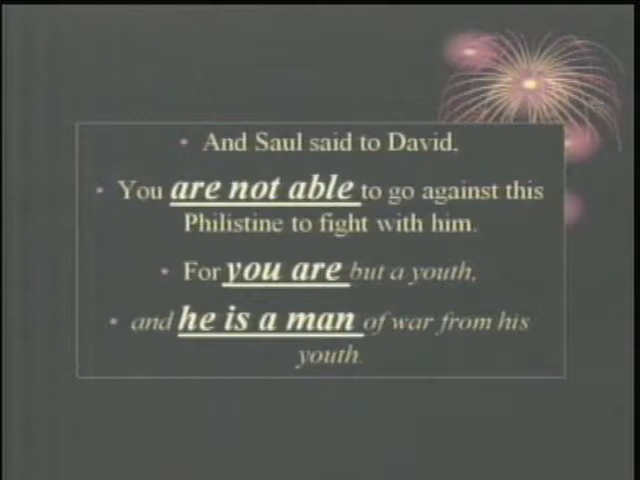 • And Saul said to David,
• You are not able to go against this
Philistine to fight with him.
• For you are but a youth,
• and he is a man of war from his
youth.